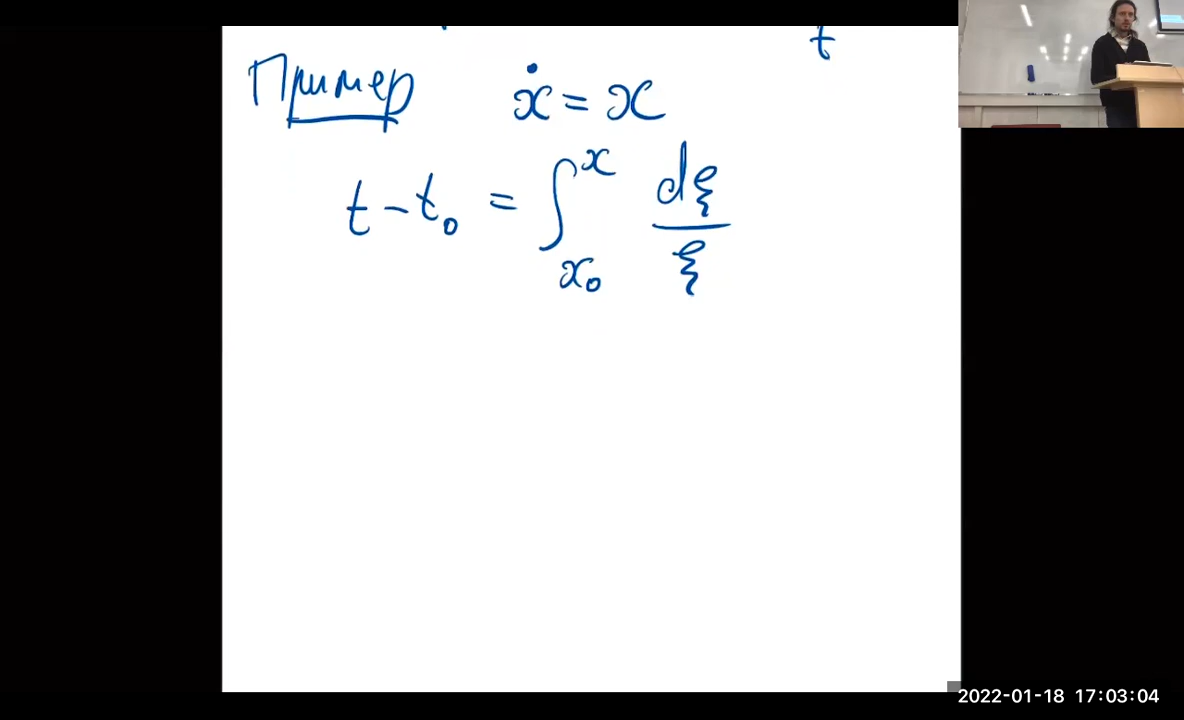 t
Пример ẋ = x
t - t₀ = ∫_{x₀}^{x} dξ/ξ
2022-01-18 17:03:04